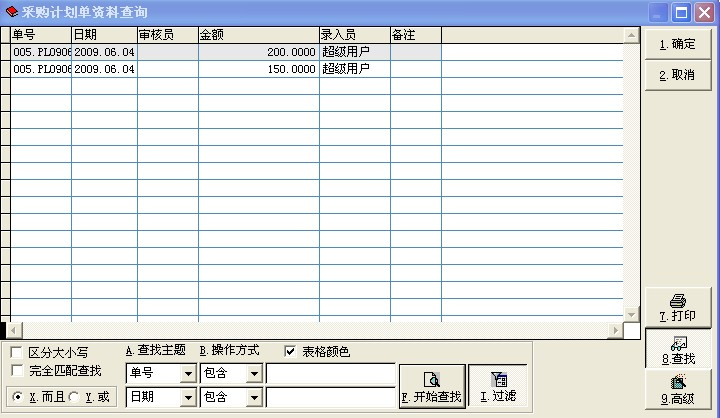 采购计划单资料查询
单号 日期 审核员 金额 录入员 备注
005.PL0906 2009.06.04 200.0000 超级用户
005.PL0906 2009.06.04 150.0000 超级用户
1.确定
2.取消
7.打印
8.查找
9.高级
区分大小写 A.查找主题 B.操作方式 表格颜色
完全匹配查找 单号 包含
X.而且 Y.或 日期 包含
F.开始查找 I.过滤